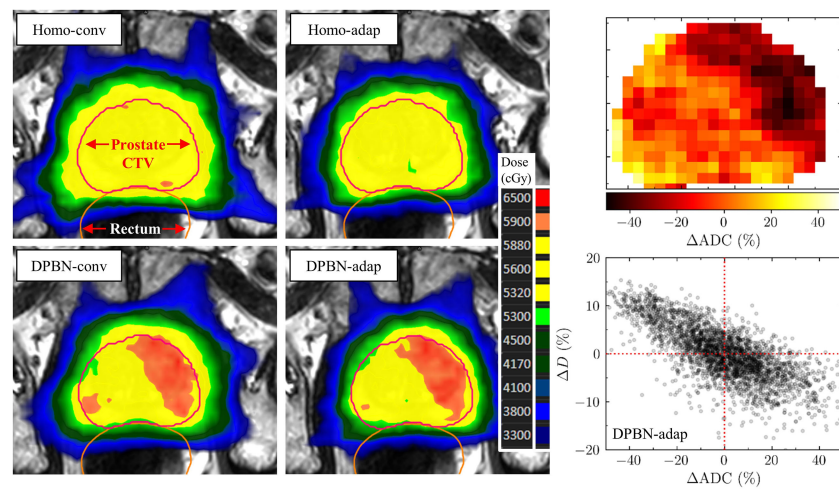 Homo-conv
Homo-adap
Prostate
CTV
Rectum
DPBN-conv
DPBN-adap
Dose
(cGy)
6500
5900
5880
5600
5320
5300
4500
4170
4100
3800
3300
−40 −20 0 20 40
ΔADC (%)
20
10
0
−10
−20
ΔD (%)
DPBN-adap
−40 −20 0 20 40
ΔADC (%)